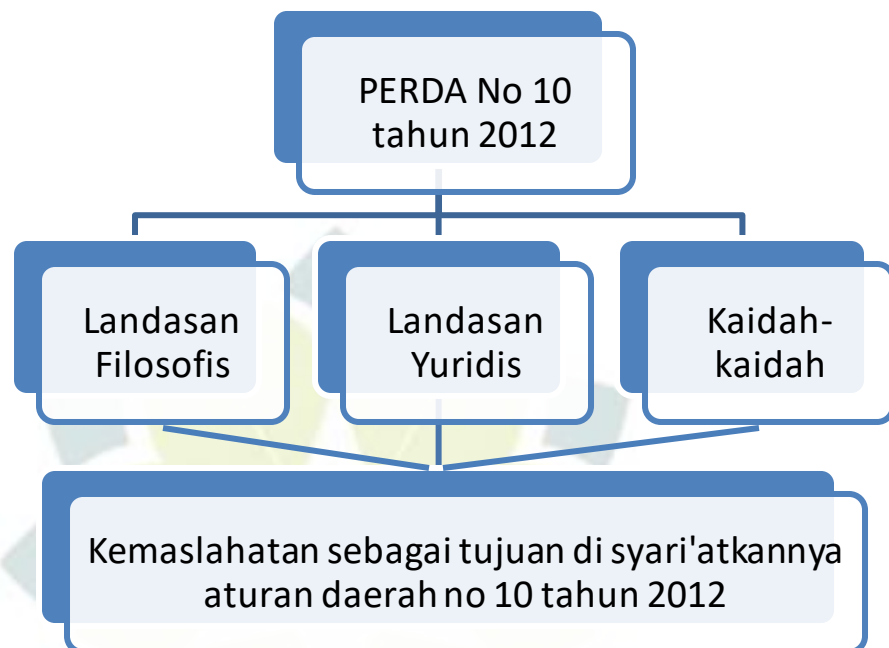 PERDA No 10
tahun 2012
Landasan
Filosofis
Landasan
Yuridis
Kaidah-
kaidah
Kemaslahatan sebagai tujuan di syari'atkannya
aturan daerah no 10 tahun 2012